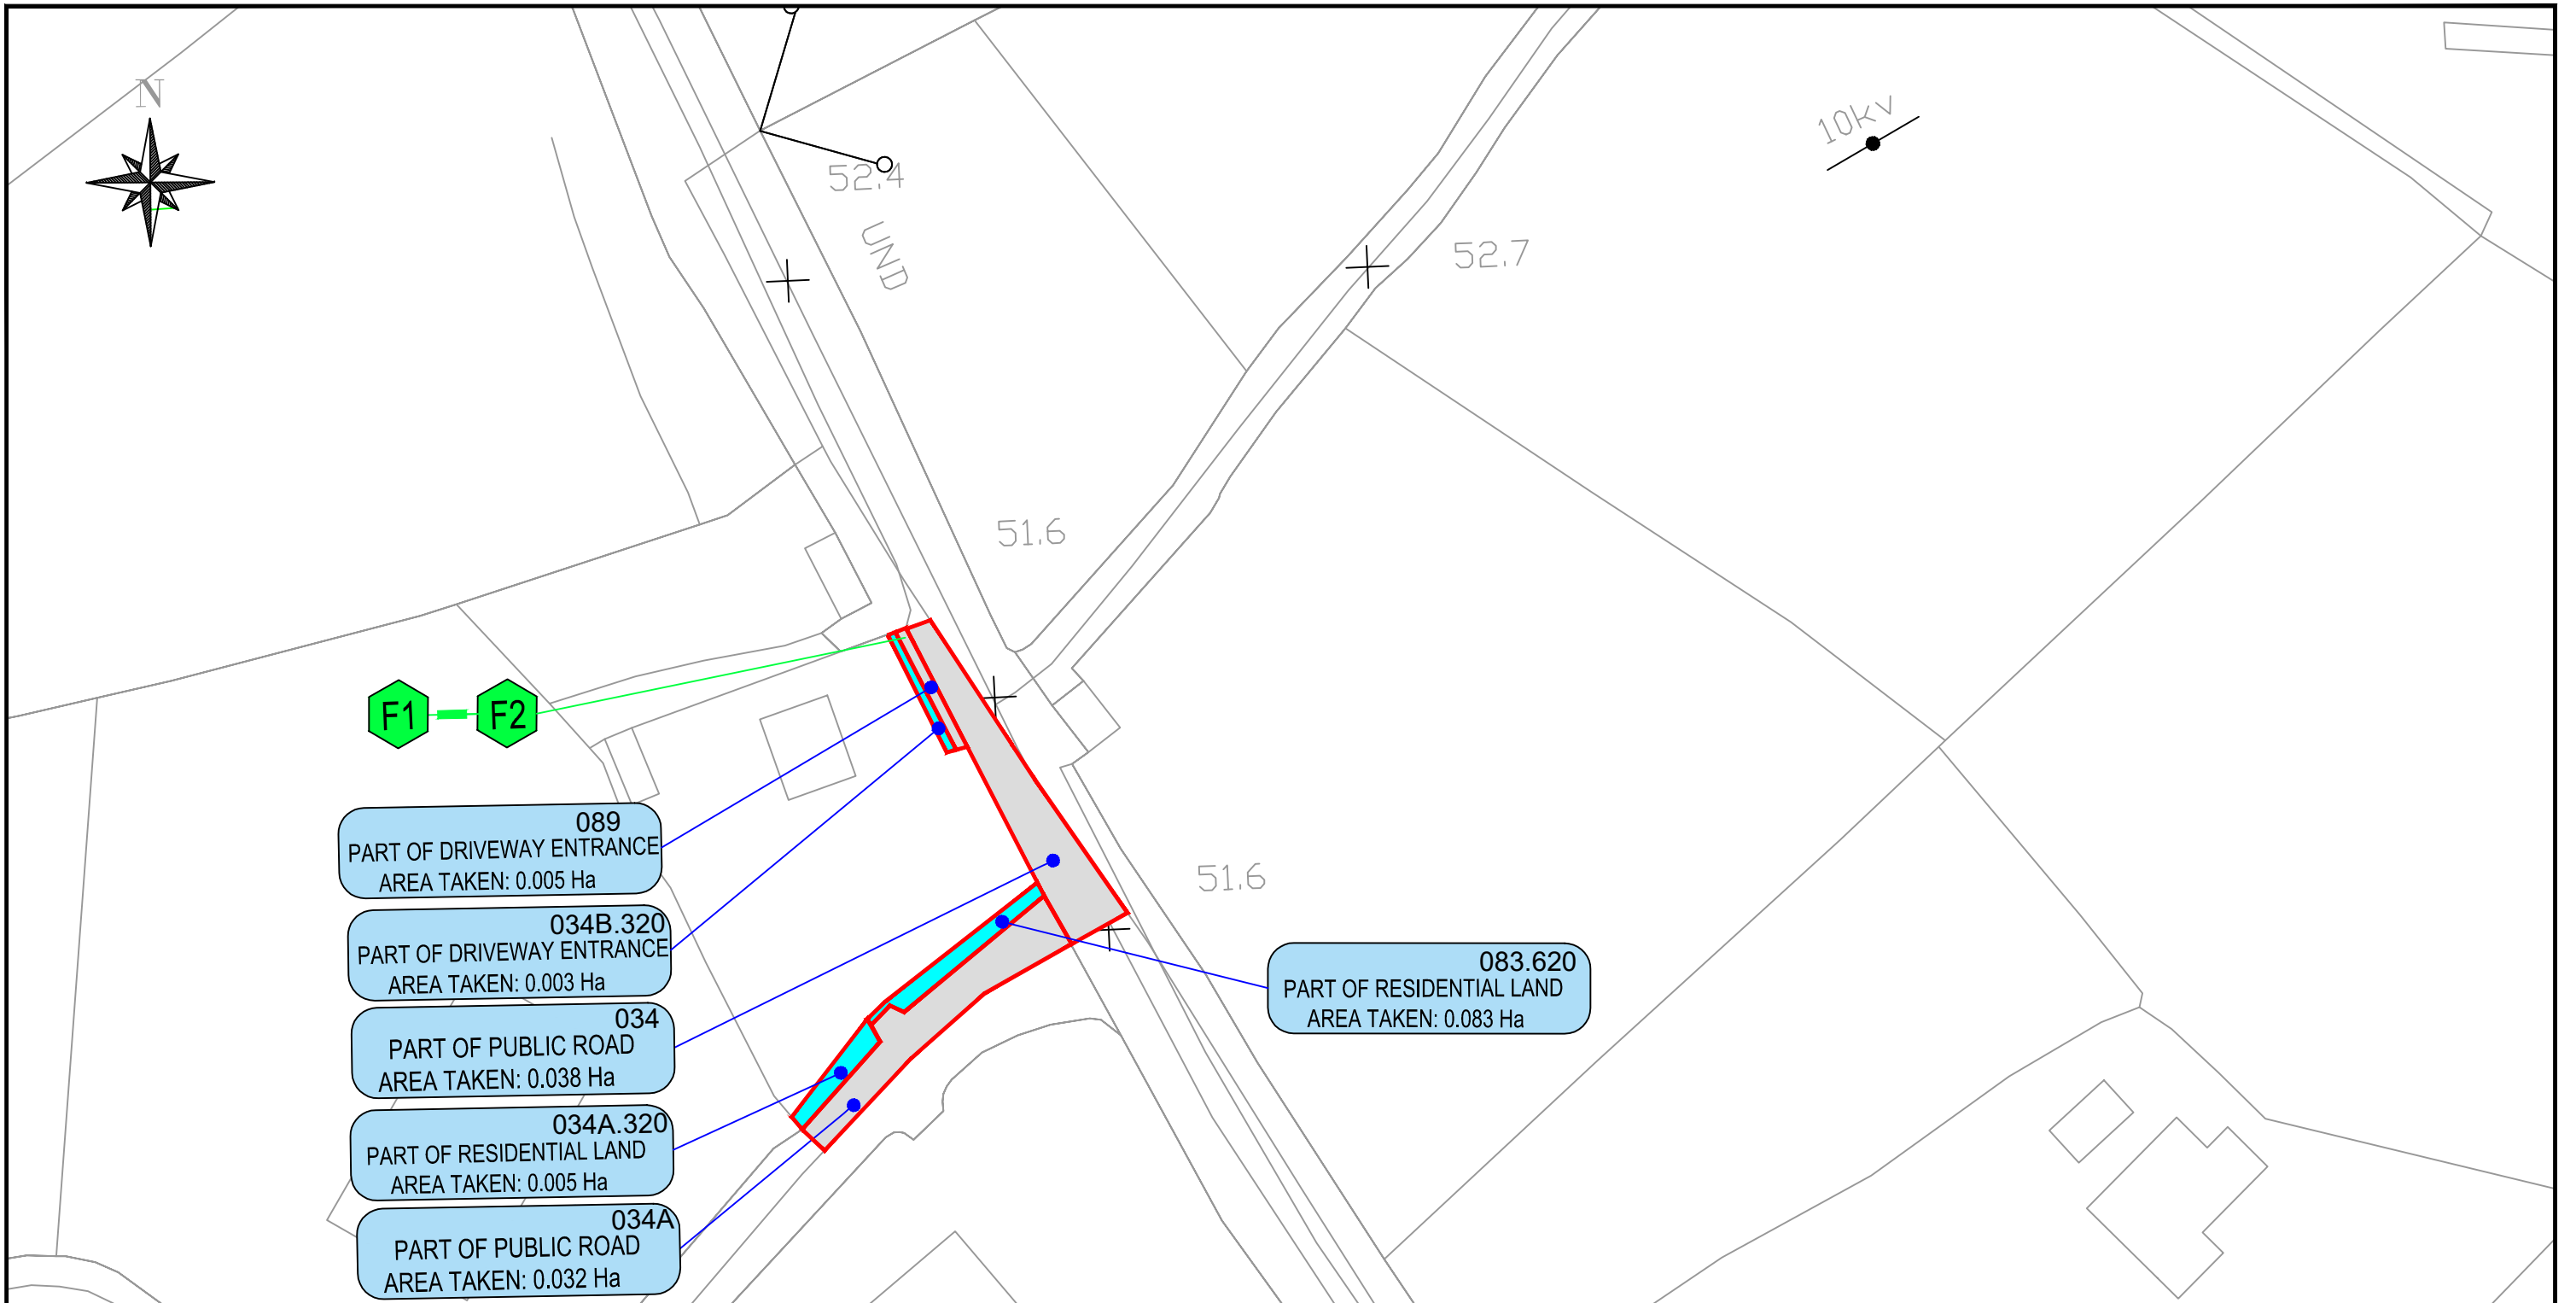 N
10kv
52.4
UND
52.7
51.6
F1
F2
089
PART OF DRIVEWAY ENTRANCE
AREA TAKEN: 0.005 Ha
034B.320
PART OF DRIVEWAY ENTRANCE
AREA TAKEN: 0.003 Ha
034
PART OF PUBLIC ROAD
AREA TAKEN: 0.038 Ha
034A.320
PART OF RESIDENTIAL LAND
AREA TAKEN: 0.005 Ha
034A
PART OF PUBLIC ROAD
AREA TAKEN: 0.032 Ha
51.6
083.620
PART OF RESIDENTIAL LAND
AREA TAKEN: 0.083 Ha